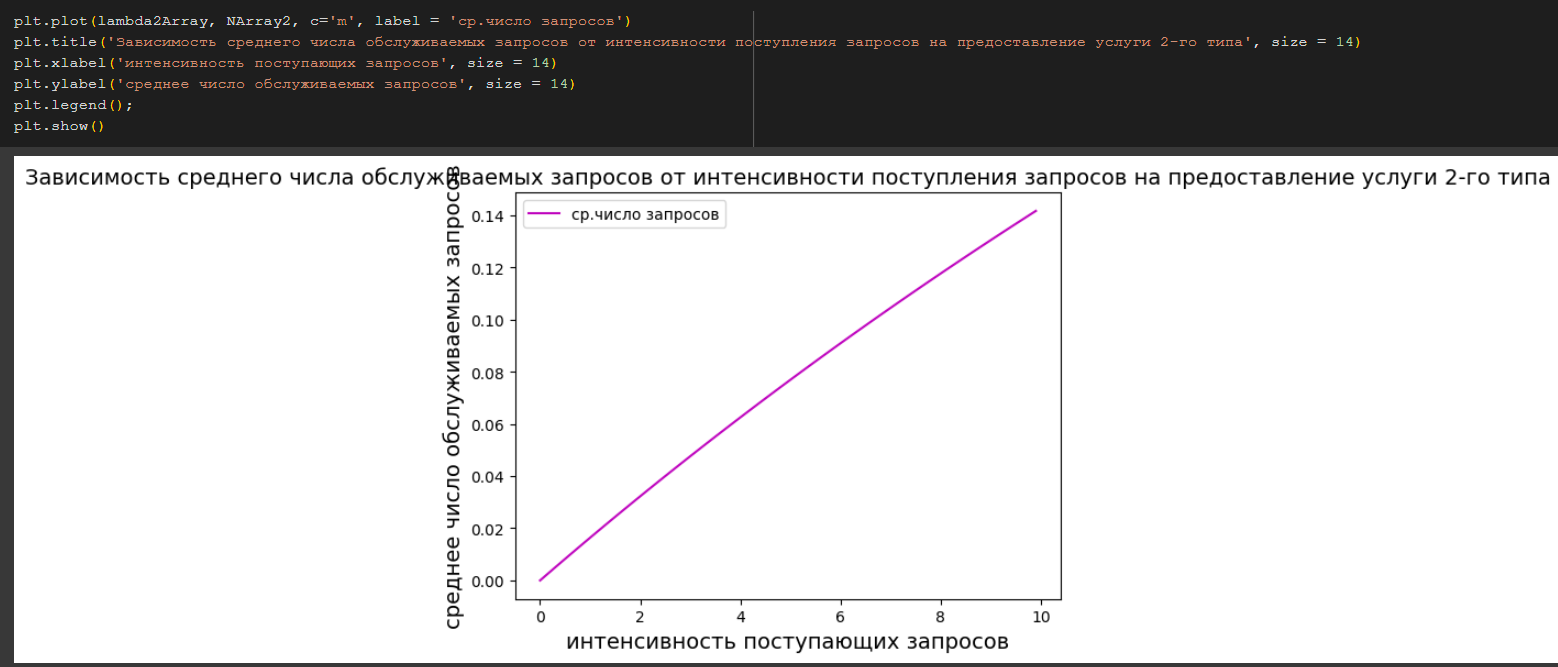 plt.plot(lambda2Array, NArray2, c='m', label = 'ср.число запросов')
plt.title('Зависимость среднего числа обслуживаемых запросов от интенсивности поступления запросов на предоставление услуги 2-го типа', size = 14)
plt.xlabel('интенсивность поступающих запросов', size = 14)
plt.ylabel('среднее число обслуживаемых запросов', size = 14)
plt.legend();
plt.show()
Зависимость среднего числа обслуживаемых запросов от интенсивности поступления запросов на предоставление услуги 2-го типа
среднее число обслуживаемых запросов
ср.число запросов
0.14
0.12
0.10
0.08
0.06
0.04
0.02
0.00
0 2 4 6 8 10
интенсивность поступающих запросов